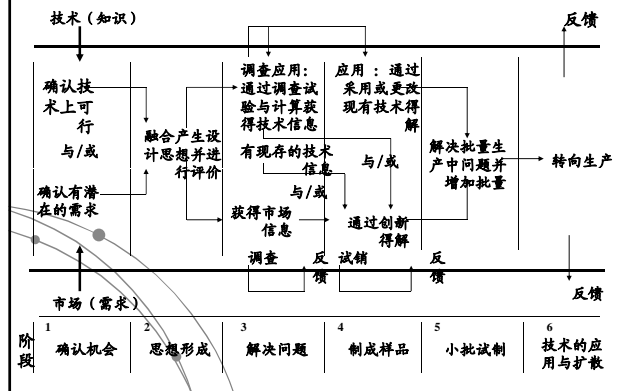 技术（知识）
反馈
确认技
术上可
行
与/或
确认有潜
在的需求
融合产生设
计思想并进
行评价
调查应用：
通过调查试
验与计算获
得技术信息
有现存的技术
信息
与/或
获得市场
信息
应用 ：通过
采用或更改
现有技术得
解
与/或
通过创新
得解
解决批量生
产中问题并
增加批量
转向生产
调查
反
馈
试销
反
馈
市场（需求）
反馈
阶
段
1
确认机会
2
思想形成
3
解决问题
4
制成样品
5
小批试制
6
技术的应
用与扩散